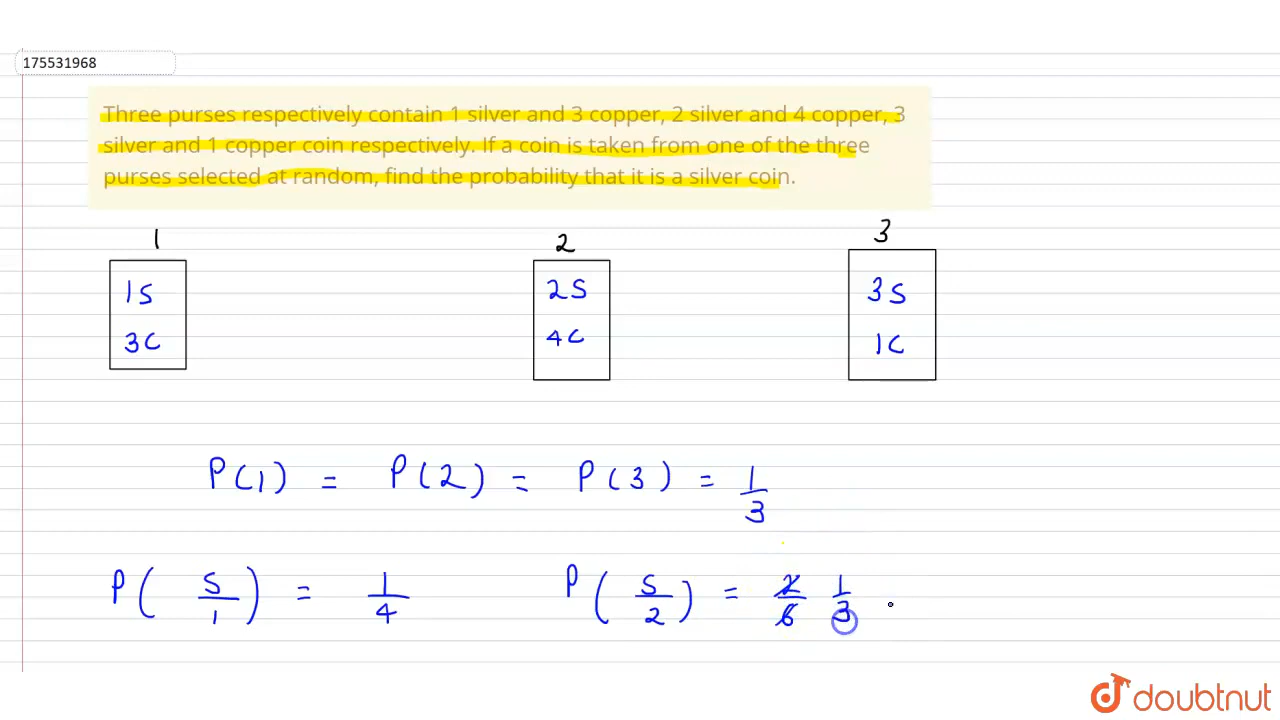 175531968
Three purses respectively contain 1 silver and 3 copper, 2 silver and 4 copper, 3
silver and 1 copper coin respectively. If a coin is taken from one of the three
purses selected at random, find the probability that it is a silver coin.
1 2 3
1S 2S 3S
3C 4C 1C
P(1) = P(2) = P(3) = 1/3
P(S/1) = 1/4 P(S/2) = 2/6 1/3
doubtnut